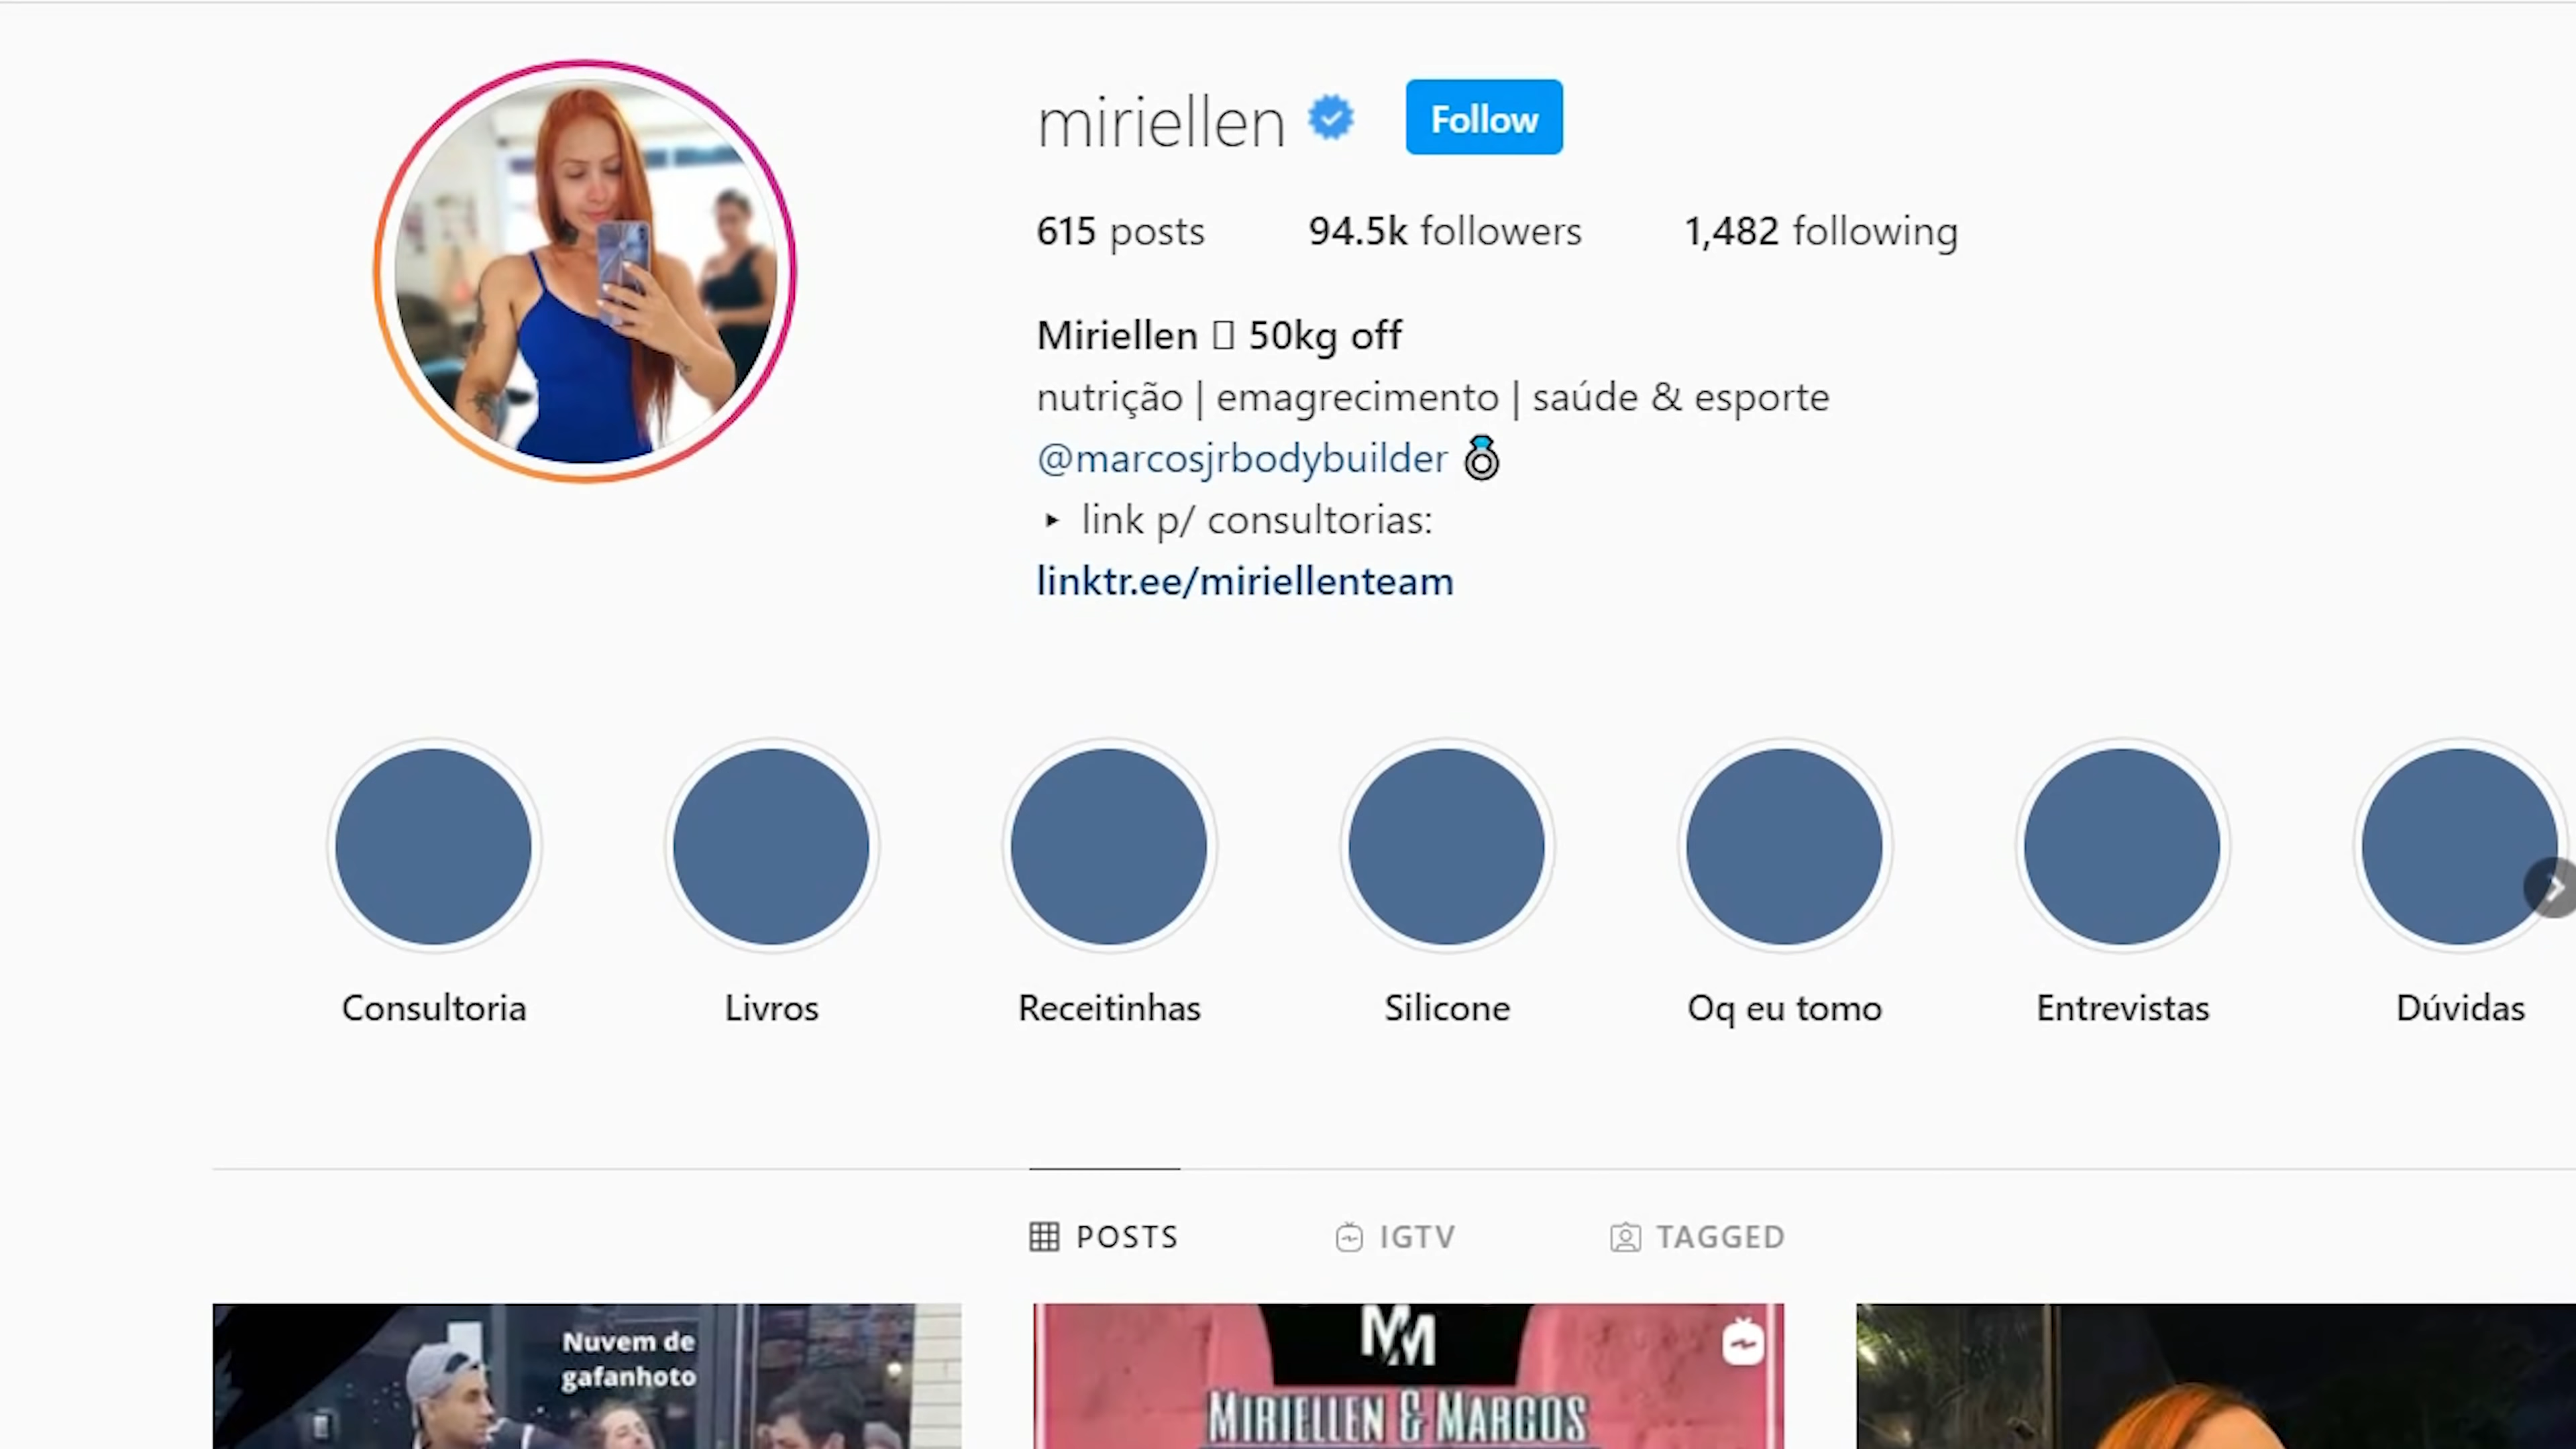 miriellen Follow
615 posts 94.5k followers 1,482 following
Miriellen 50kg off
nutrição | emagrecimento | saúde & esporte
@marcosjrbodybuilder 💍
▸ link p/ consultorias:
linktr.ee/miriellenteam
Consultoria Livros Receitinhas Silicone Oq eu tomo Entrevistas Dúvidas
POSTS IGTV TAGGED
Nuvem de
gafanhoto
MM
MIRIELLEN & MARCOS